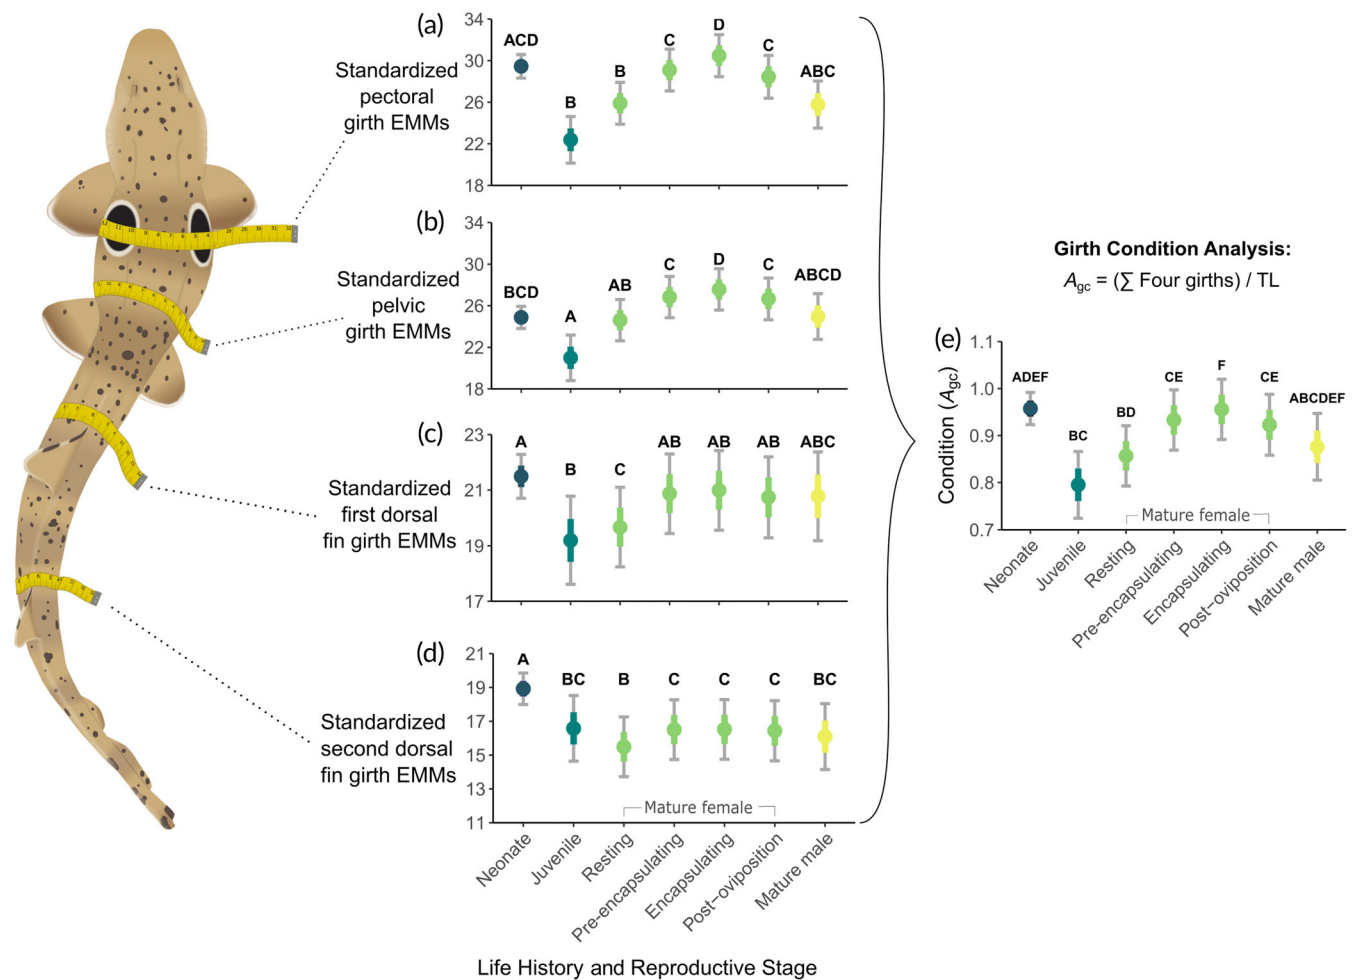 (a)
Standardized
pectoral
girth EMMs
34
30
26
22
18
ACD
B
B
C
D
C
ABC
(b)
Standardized
pelvic
girth EMMs
34
30
26
22
18
BCD
A
AB
C
D
C
ABCD
(c)
Standardized
first dorsal
fin girth EMMs
23
21
19
17
A
B
C
AB
AB
AB
ABC
(d)
Standardized
second dorsal
fin girth EMMs
21
19
17
15
13
11
A
BC
B
C
C
C
BC
Mature female
Neonate
Juvenile
Resting
Pre-encapsulating
Encapsulating
Post-oviposition
Mature male
Life History and Reproductive Stage
Girth Condition Analysis:
Agc = (∑ Four girths) / TL
(e)
Condition (Agc)
1.1
1.0
0.9
0.8
0.7
ADEF
BC
BD
CE
F
CE
ABCDEF
Mature female
Neonate
Juvenile
Resting
Pre-encapsulating
Encapsulating
Post-oviposition
Mature male